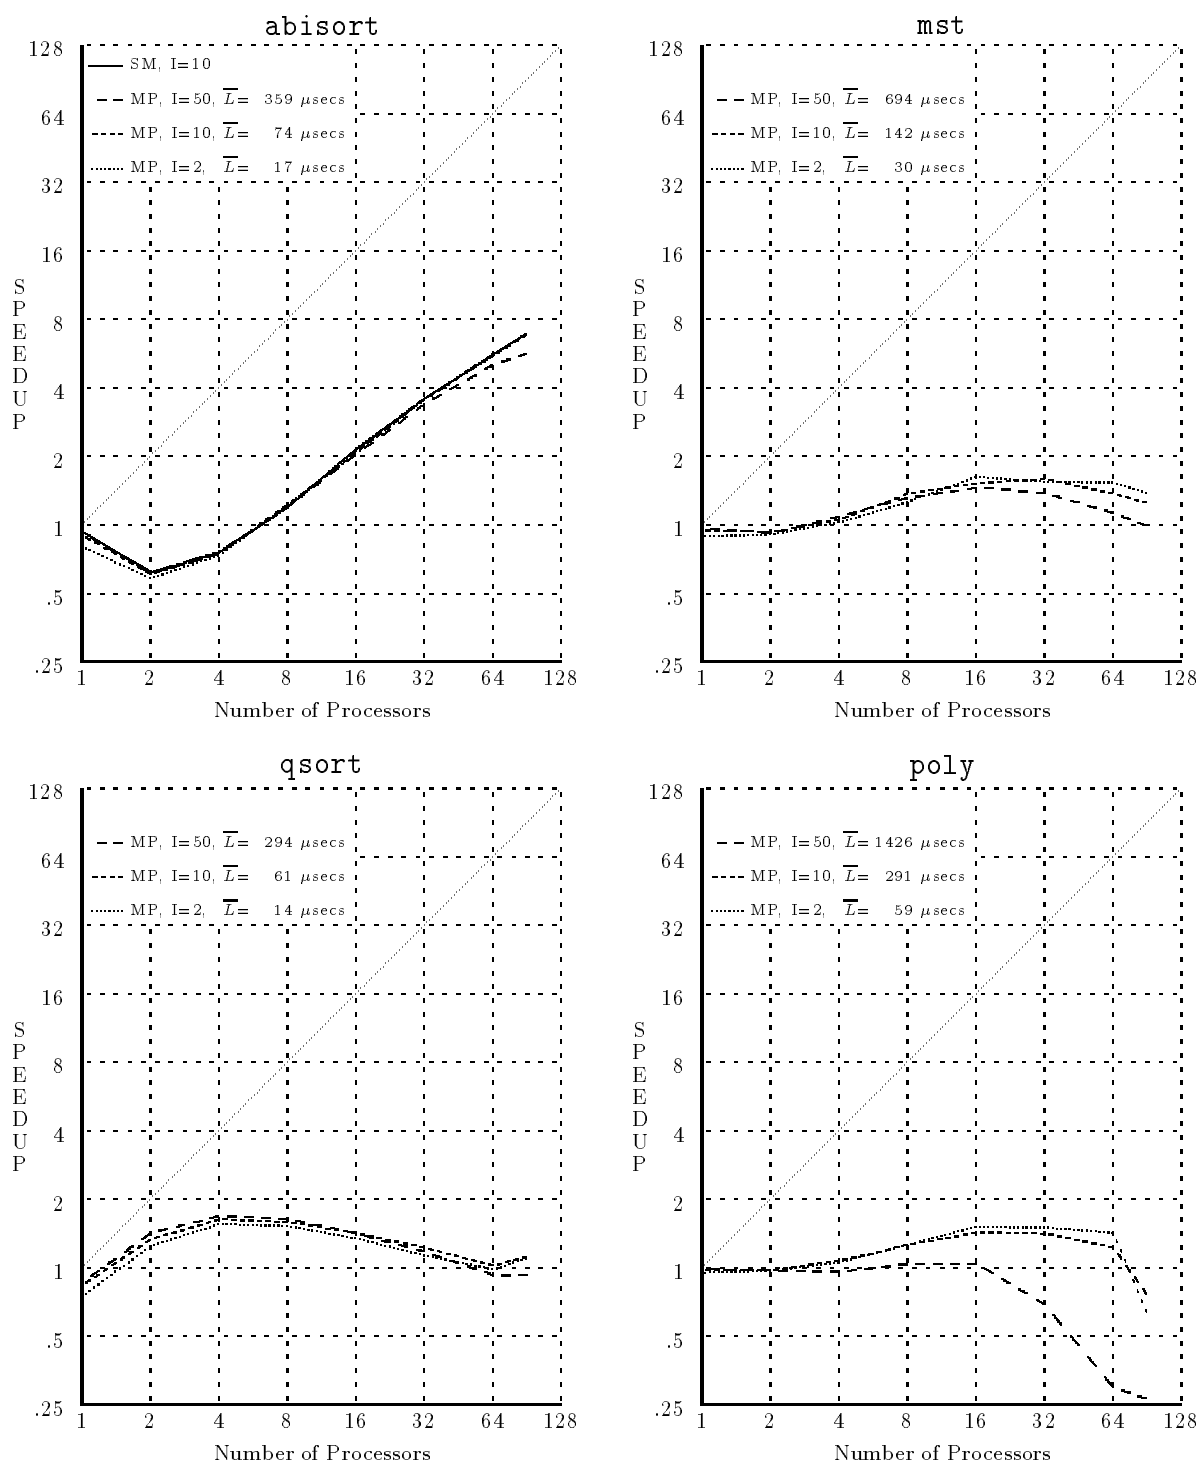 abisort
128
64
32
16
8
4
2
1
.5
.25
SPEEDUP
SM, I=10
MP, I=50, L= 359 μsecs
MP, I=10, L= 74 μsecs
MP, I=2, L= 17 μsecs
1 2 4 8 16 32 64 128
Number of Processors
mst
128
64
32
16
8
4
2
1
.5
.25
SPEEDUP
MP, I=50, L= 694 μsecs
MP, I=10, L= 142 μsecs
MP, I=2, L= 30 μsecs
1 2 4 8 16 32 64 128
Number of Processors
qsort
128
64
32
16
8
4
2
1
.5
.25
SPEEDUP
MP, I=50, L= 294 μsecs
MP, I=10, L= 61 μsecs
MP, I=2, L= 14 μsecs
1 2 4 8 16 32 64 128
Number of Processors
poly
128
64
32
16
8
4
2
1
.5
.25
SPEEDUP
MP, I=50, L= 1426 μsecs
MP, I=10, L= 291 μsecs
MP, I=2, L= 59 μsecs
1 2 4 8 16 32 64 128
Number of Processors